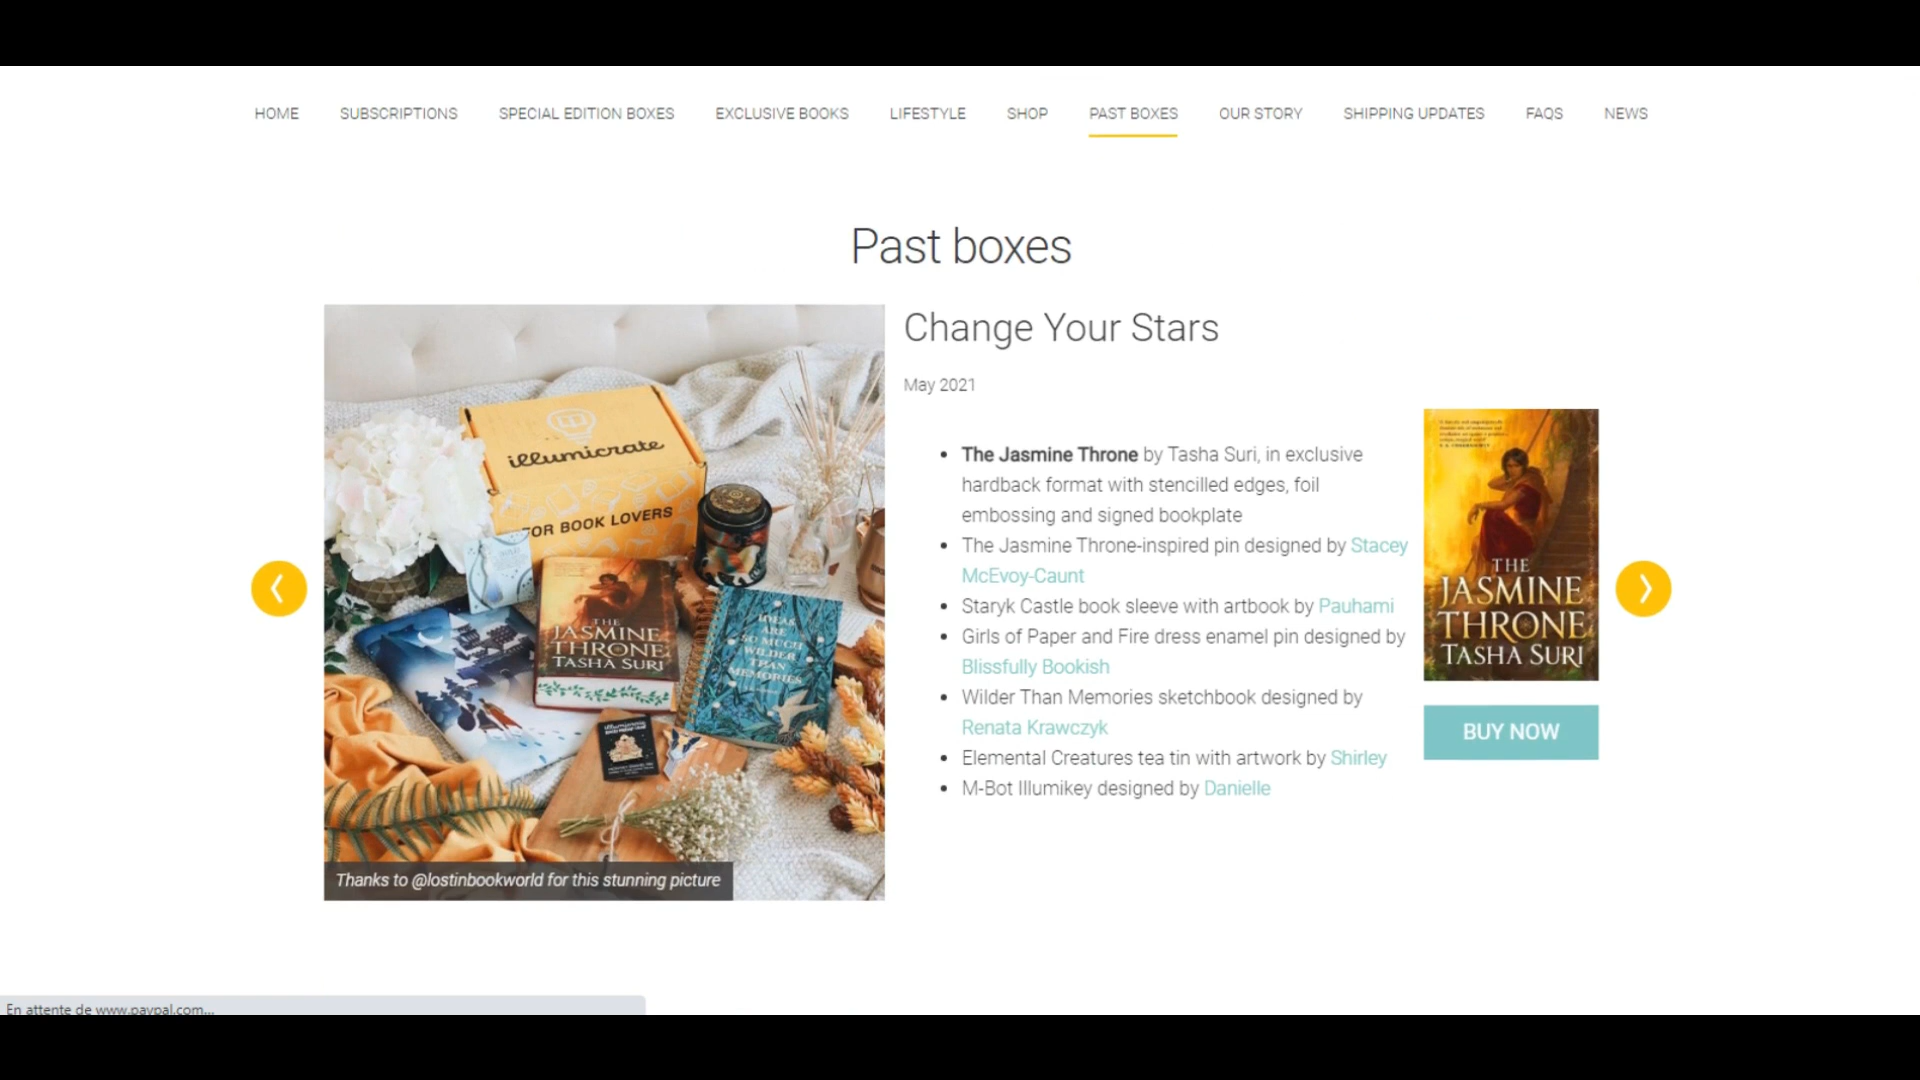 HOME SUBSCRIPTIONS SPECIAL EDITION BOXES EXCLUSIVE BOOKS LIFESTYLE SHOP PAST BOXES OUR STORY SHIPPING UPDATES FAQS NEWS
Past boxes
illumicrate
FOR BOOK LOVERS
THE
JASMINE
THRONE
TASHA SURI
IDEAS
ARE
SO MUCH
WILDER
THAN
MEMORIES
illumicrate
Thanks to @lostinbookworld for this stunning picture
Change Your Stars
May 2021
The Jasmine Throne by Tasha Suri, in exclusive
hardback format with stencilled edges, foil
embossing and signed bookplate
The Jasmine Throne-inspired pin designed by Stacey
McEvoy-Caunt
Staryk Castle book sleeve with artbook by Pauhami
Girls of Paper and Fire dress enamel pin designed by
Blissfully Bookish
Wilder Than Memories sketchbook designed by
Renata Krawczyk
Elemental Creatures tea tin with artwork by Shirley
M-Bot Illumikey designed by Danielle
THE
JASMINE
THRONE
TASHA SURI
BUY NOW
En attente de www.paypal.com...